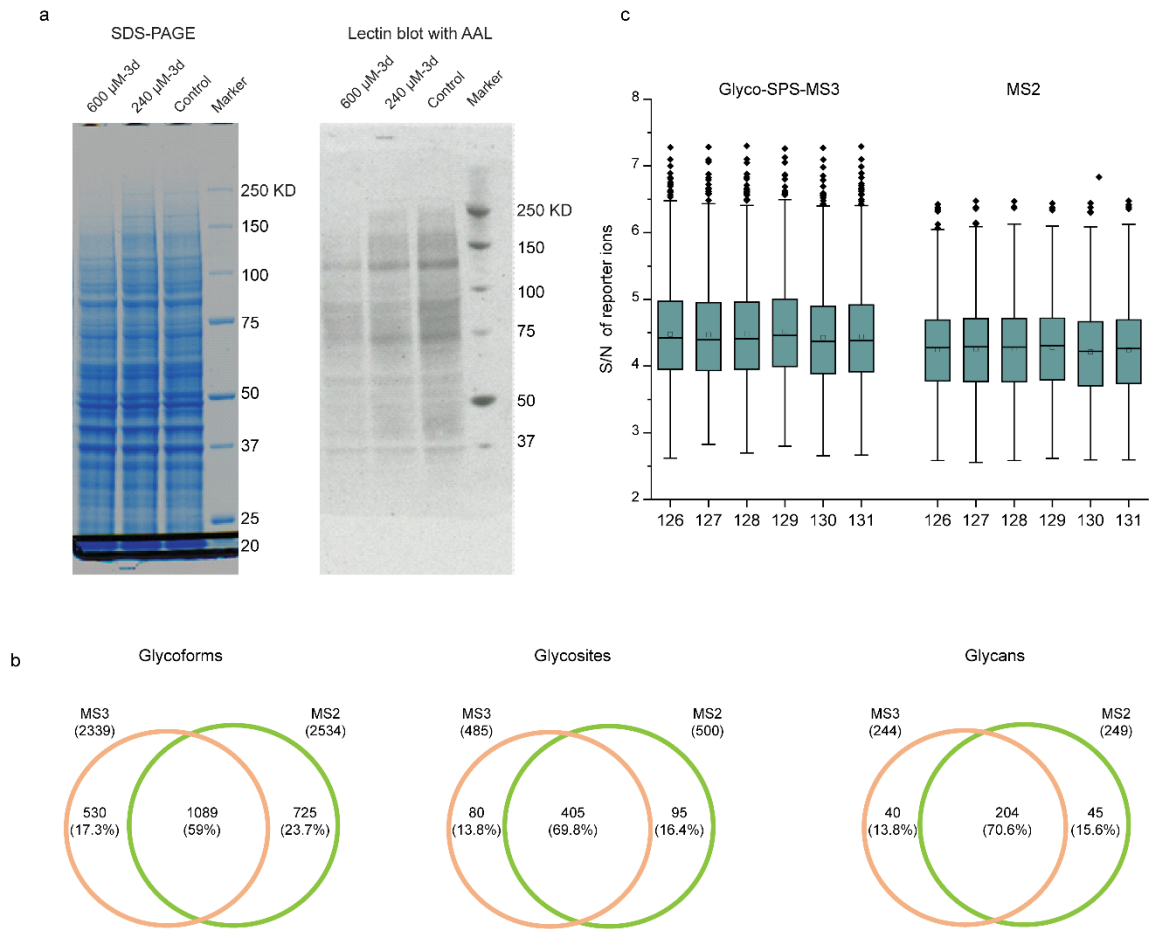 a
SDS-PAGE
600 µM-3d
240 µM-3d
Control
Marker
250 KD
150
100
75
50
37
25
20
Lectin blot with AAL
600 µM-3d
240 µM-3d
Control
Marker
250 KD
150
100
75
50
37
c
Glyco-SPS-MS3
MS2
S/N of reporter ions
8
7
6
5
4
3
2
126 127 128 129 130 131
126 127 128 129 130 131
b
Glycoforms
MS3
(2339)
MS2
(2534)
530
(17.3%)
1089
(59%)
725
(23.7%)
Glycosites
MS3
(485)
MS2
(500)
80
(13.8%)
405
(69.8%)
95
(16.4%)
Glycans
MS3
(244)
MS2
(249)
40
(13.8%)
204
(70.6%)
45
(15.6%)